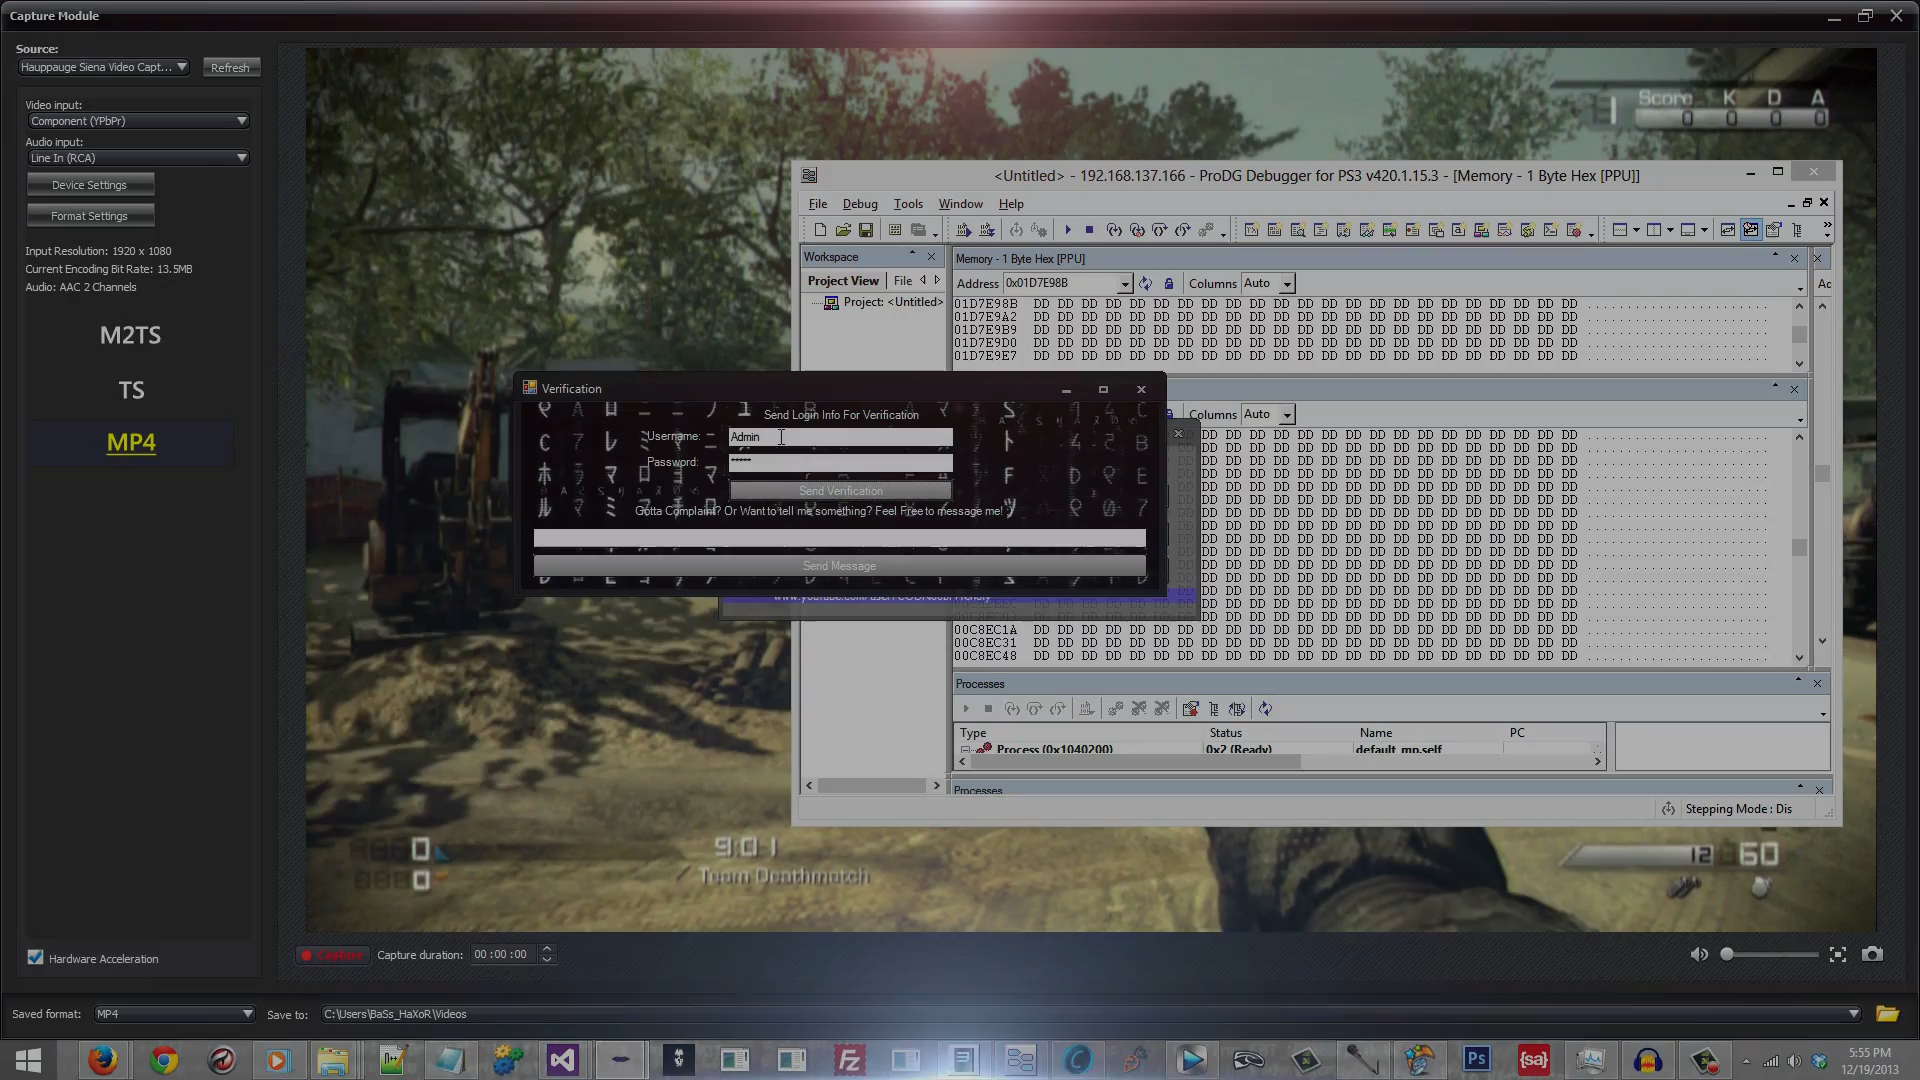 Capture Module
Source:
Hauppauge Siena Video Capt...
Refresh
Video input:
Component (YPbPr)
Audio input:
Line In (RCA)
Device Settings
Format Settings
Input Resolution: 1920 x 1080
Current Encoding Bit Rate: 13.5MB
Audio: AAC 2 Channels
M2TS
TS
MP4
Hardware Acceleration
Score K D A
1 0 0 0 0
<Untitled> - 192.168.137.166 - ProDG Debugger for PS3 v420.1.15.3 - [Memory - 1 Byte Hex [PPU]]
File Debug Tools Window Help
Workspace
Project View File
Project: <Untitled>
Memory - 1 Byte Hex [PPU]
Address 0x01D7E98B Columns Auto
01D7E98B DD DD DD DD DD DD DD DD DD DD DD DD DD DD DD DD DD DD DD DD DD DD DD
01D7E9A2 DD DD DD DD DD DD DD DD DD DD DD DD DD DD DD DD DD DD DD DD DD DD DD
01D7E9B9 DD DD DD DD DD DD DD DD DD DD DD DD DD DD DD DD DD DD DD DD DD DD DD
01D7E9D0 DD DD DD DD DD DD DD DD DD DD DD DD DD DD DD DD DD DD DD DD DD DD DD
01D7E9E7 DD DD DD DD DD DD DD DD DD DD DD DD DD DD DD DD DD DD DD DD DD DD DD
Columns Auto
Verification
Send Login Info For Verification
Username: Admin
Password: *****
Send Verification
Gotta Complaint? Or Want to tell me something? Feel Free to message me! ;)
Send Message
00C8EC1A DD DD DD DD DD DD DD DD DD DD DD DD DD DD DD DD DD DD DD DD DD DD DD
00C8EC31 DD DD DD DD DD DD DD DD DD DD DD DD DD DD DD DD DD DD DD DD DD DD DD
00C8EC48 DD DD DD DD DD DD DD DD DD DD DD DD DD DD DD DD DD DD DD DD DD DD DD
Processes
Type Status Name PC
Process (0x1040200) 0x2 (Ready) default_mp.self
Processes
Stepping Mode : Dis
0
0
9:01
Team Deathmatch
12 60
Capture
Capture duration: 00 :00 : 00
Saved format: MP4
Save to: C:\Users\BaSs_HaXoR\Videos
Ps
{sa}
5:55 PM
12/19/2013